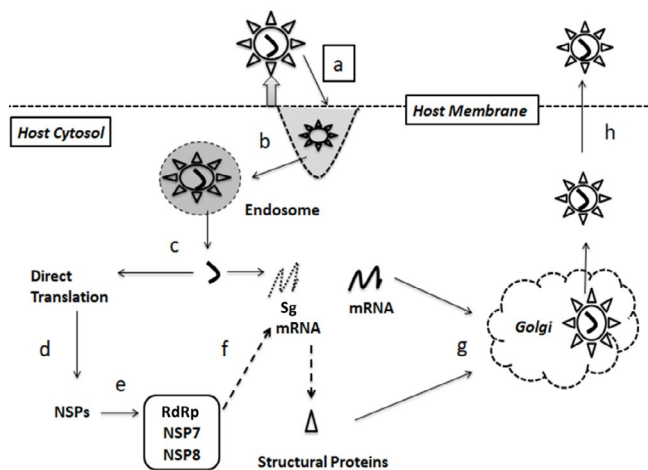 a
Host Membrane
Host Cytosol
b
h
Endosome
c
Direct
Translation
Sg
mRNA
mRNA
Golgi
d
f
g
e
NSPs
RdRp
NSP7
NSP8
Structural Proteins